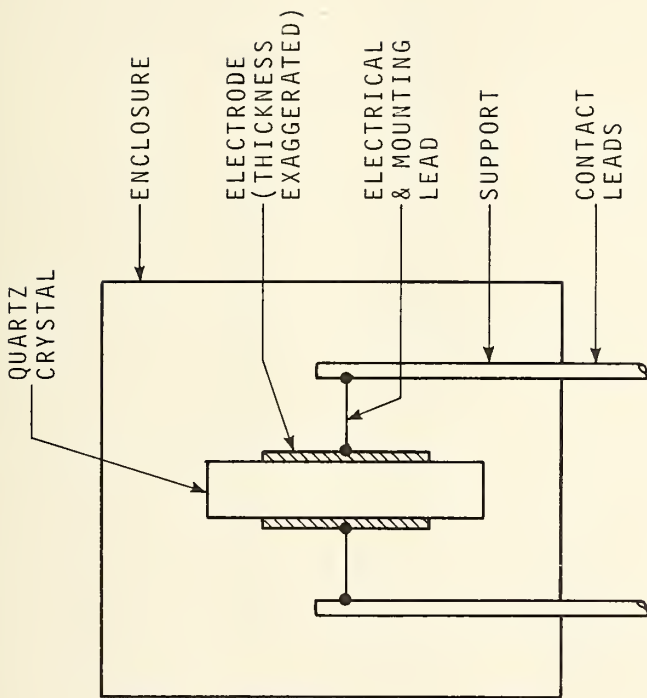 QUARTZ
CRYSTAL
ENCLOSURE
ELECTRODE
(THICKNESS
EXAGGERATED)
ELECTRICAL
& MOUNTING
LEAD
SUPPORT
CONTACT
LEADS